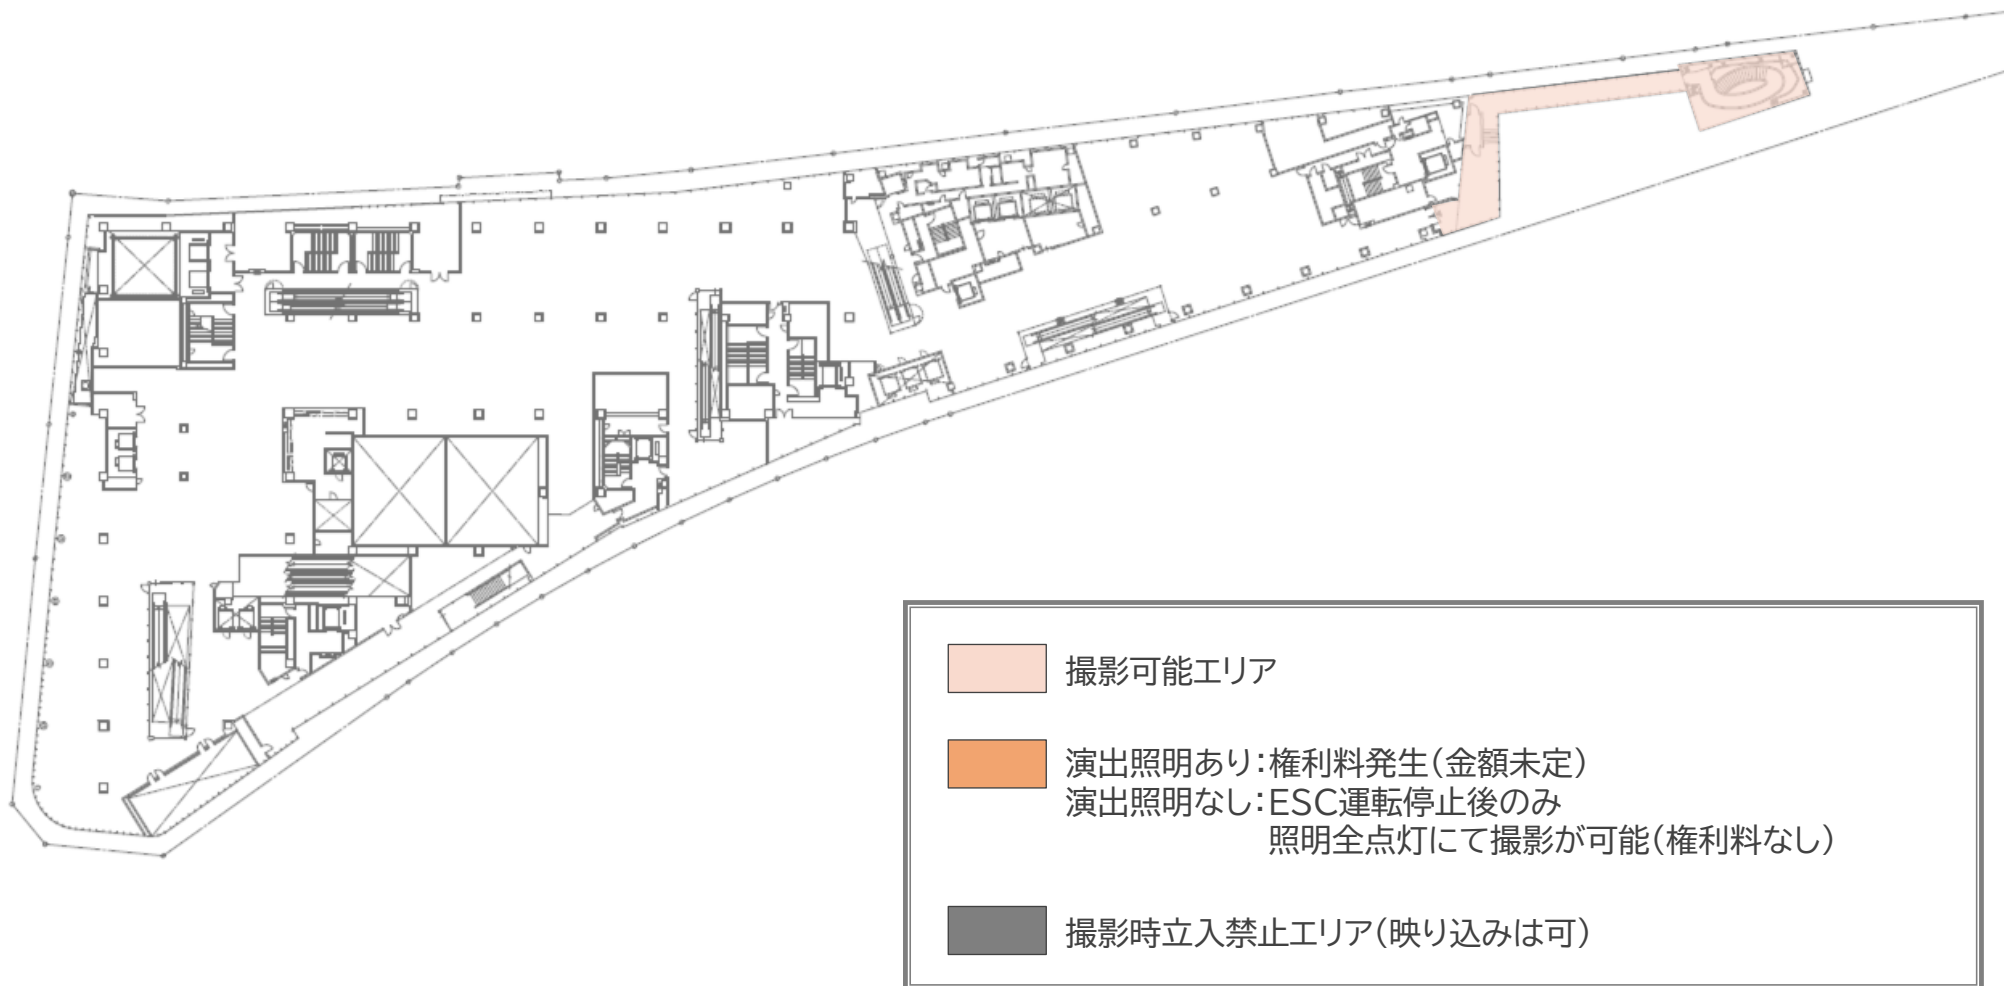 撮影可能エリア
演出照明あり:権利料発生(金額未定)
演出照明なし:ESC運転停止後のみ
照明全点灯にて撮影が可能(権利料なし)
撮影時立入禁止エリア(映り込みは可)